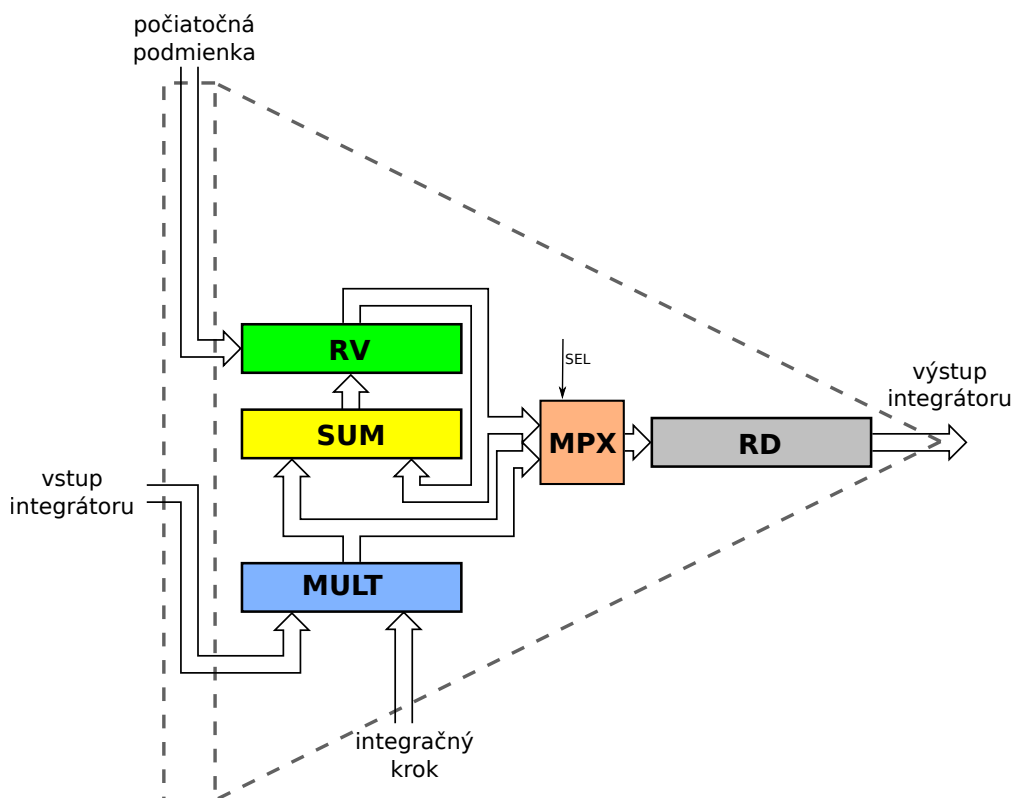 počiatočná
podmienka
RV
SEL
výstup
integrátoru
SUM
MPX
RD
vstup
integrátoru
MULT
integračný
krok